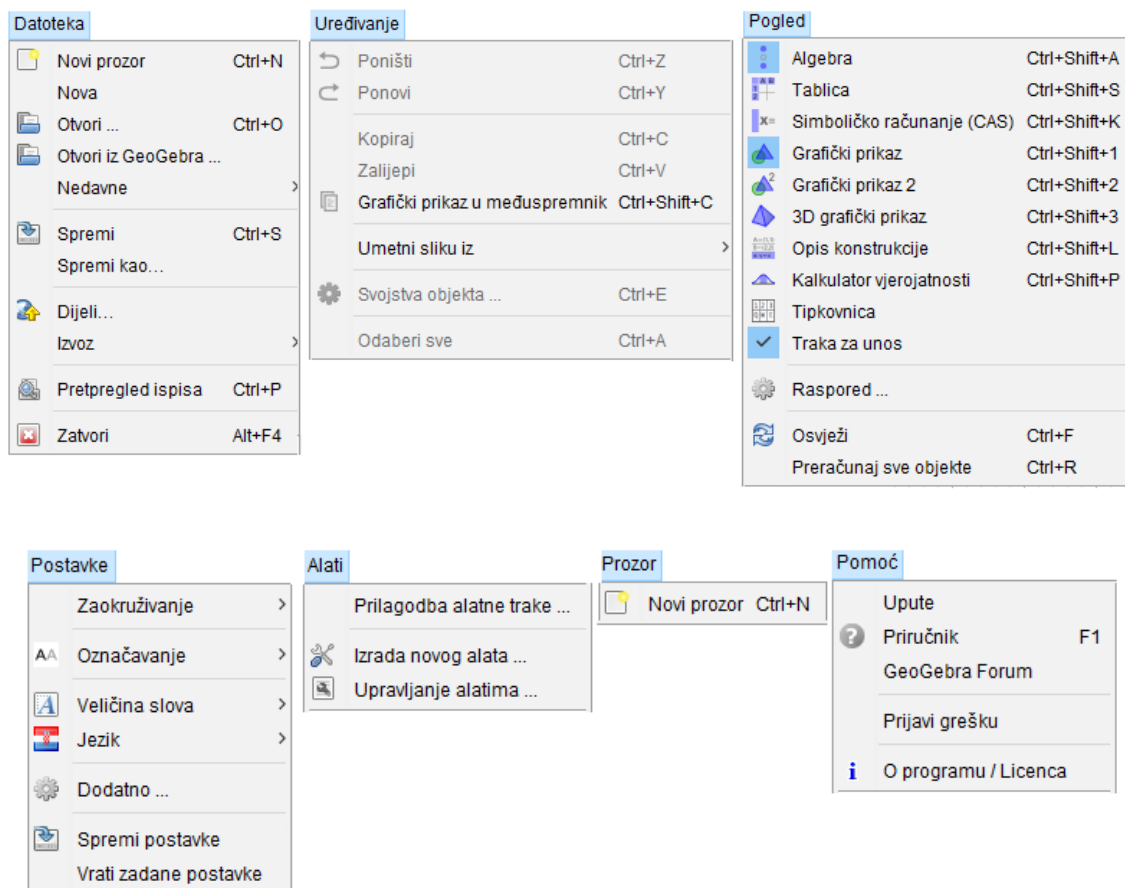 Datoteka
Novi prozor Ctrl+N
Nova
Otvori ... Ctrl+O
Otvori iz GeoGebra ...
Nedavne
Spremi Ctrl+S
Spremi kao...
Dijeli...
Izvoz
Pretpregled ispisa Ctrl+P
Zatvori Alt+F4
Uređivanje
Poništi Ctrl+Z
Ponovi Ctrl+Y
Kopiraj Ctrl+C
Zalijepi Ctrl+V
Grafički prikaz u međuspremnik Ctrl+Shift+C
Umetni sliku iz
Svojstva objekta ... Ctrl+E
Odaberi sve Ctrl+A
Pogled
Algebra Ctrl+Shift+A
Tablica Ctrl+Shift+S
Simboličko računanje (CAS) Ctrl+Shift+K
Grafički prikaz Ctrl+Shift+1
Grafički prikaz 2 Ctrl+Shift+2
3D grafički prikaz Ctrl+Shift+3
Opis konstrukcije Ctrl+Shift+L
Kalkulator vjerojatnosti Ctrl+Shift+P
Tipkovnica
Traka za unos
Raspored ...
Osvježi Ctrl+F
Preračunaj sve objekte Ctrl+R
Postavke
Zaokruživanje
AA Označavanje
A Veličina slova
Jezik
Dodatno ...
Spremi postavke
Vrati zadane postavke
Alati
Prilagodba alatne trake ...
Izrada novog alata ...
Upravljanje alatima ...
Prozor
Novi prozor Ctrl+N
Pomoć
Upute
? Priručnik F1
GeoGebra Forum
Prijavi grešku
i O programu / Licenca